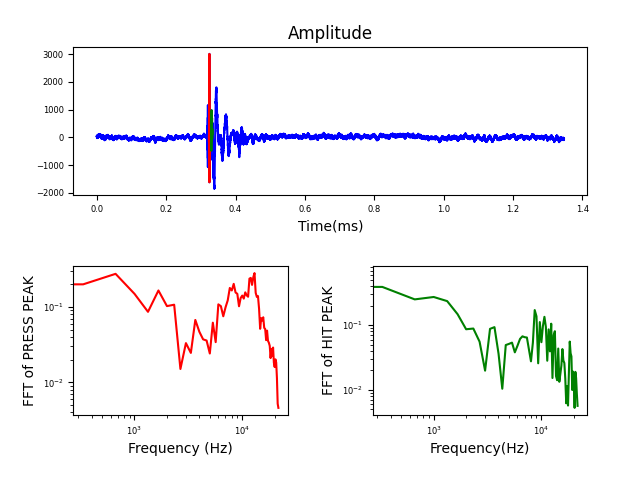 Amplitude
3000
2000
1000
0
−1000
−2000
0.0 0.2 0.4 0.6 0.8 1.0 1.2 1.4
Time(ms)
FFT of PRESS PEAK
10⁻¹
10⁻²
10³ 10⁴
Frequency (Hz)
FFT of HIT PEAK
10⁻¹
10⁻²
10³ 10⁴
Frequency(Hz)